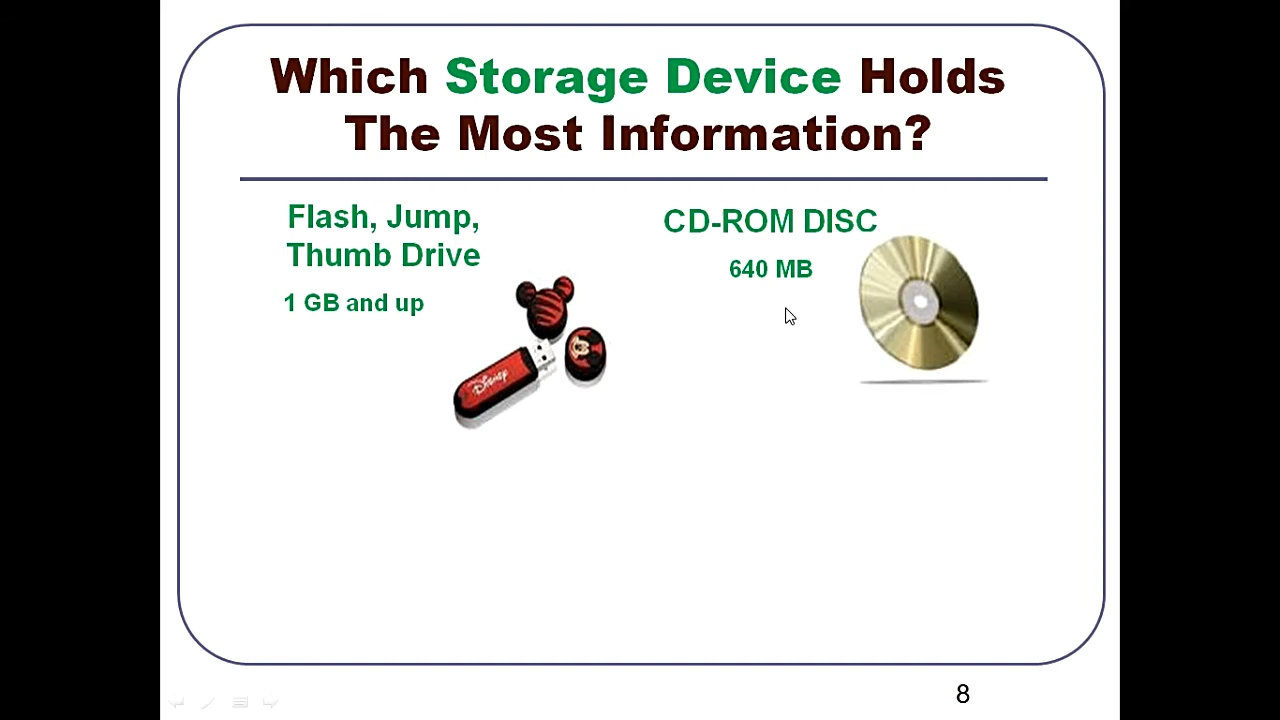 Which Storage Device Holds
The Most Information?
Flash, Jump,
Thumb Drive
1 GB and up
CD-ROM DISC
640 MB
Disney
8